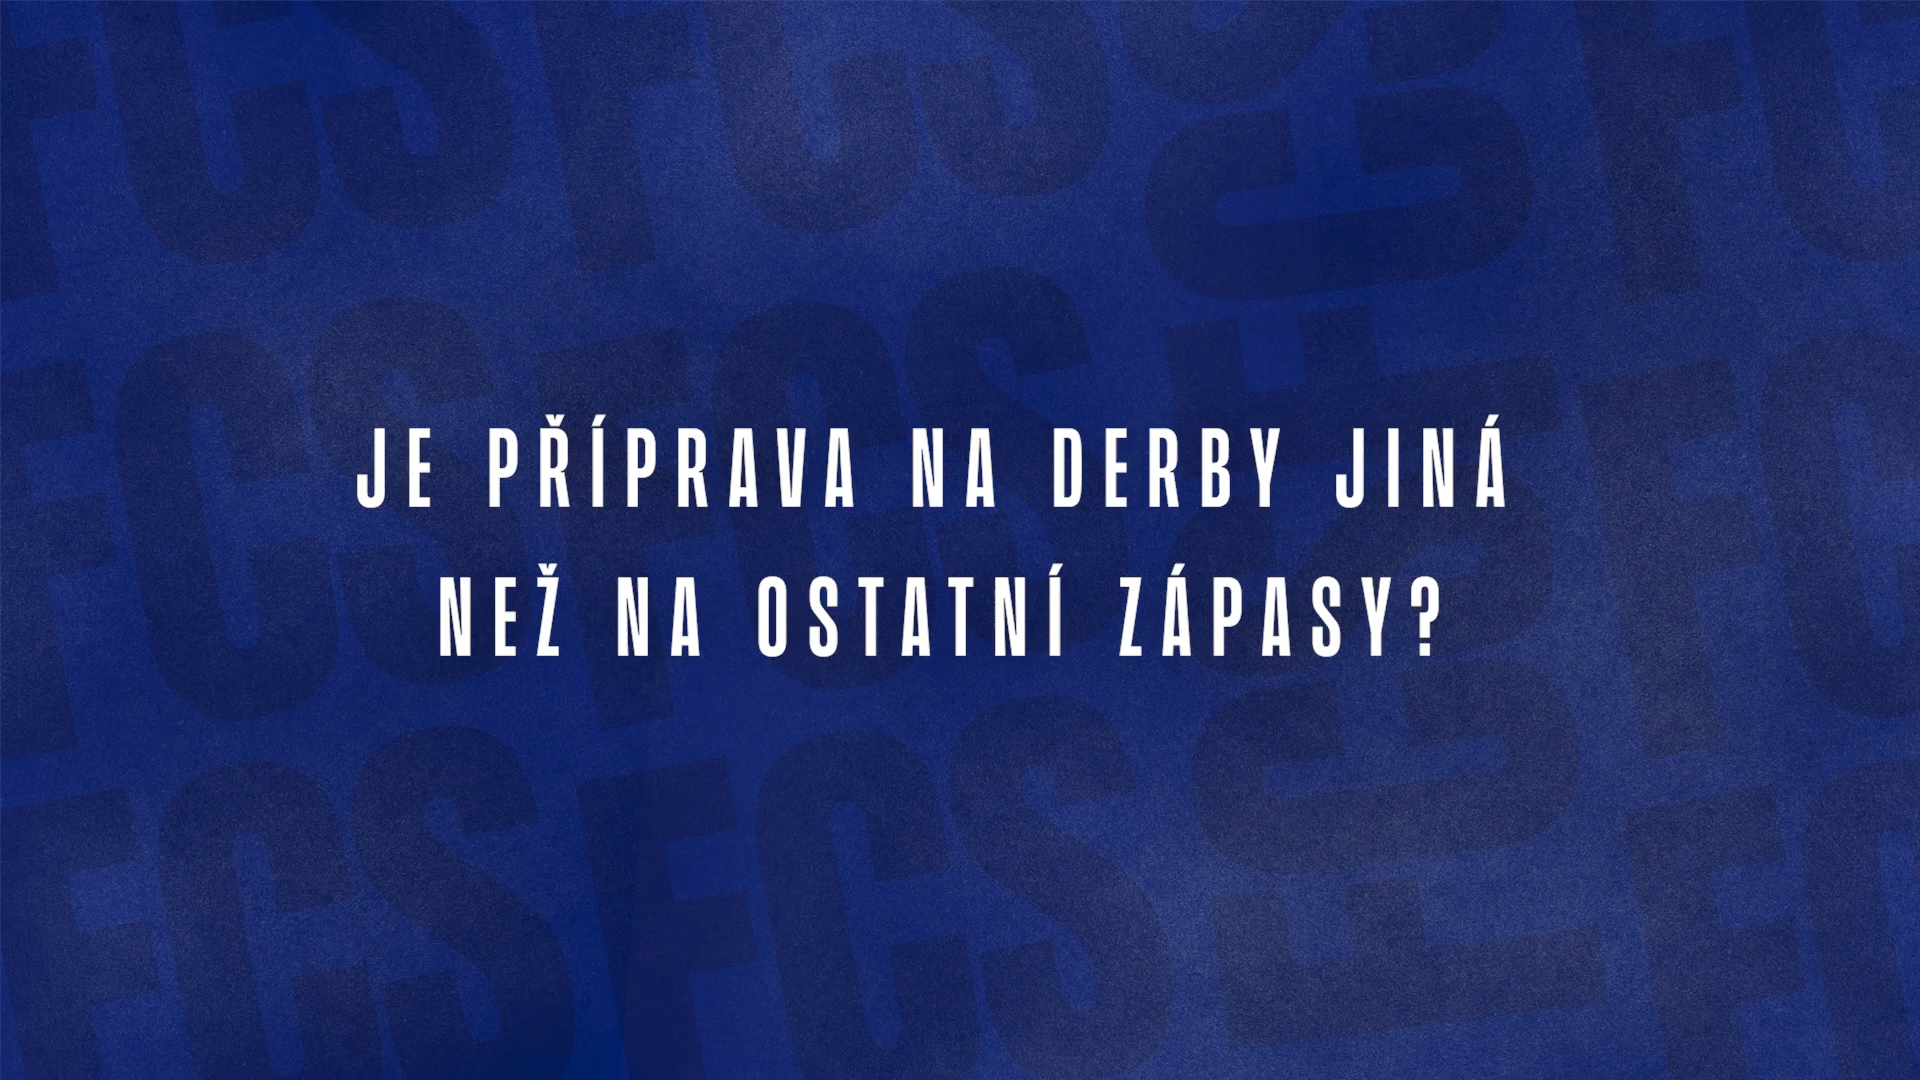 JE PŘÍPRAVA NA DERBY JINÁ
NEŽ NA OSTATNÍ ZÁPASY?